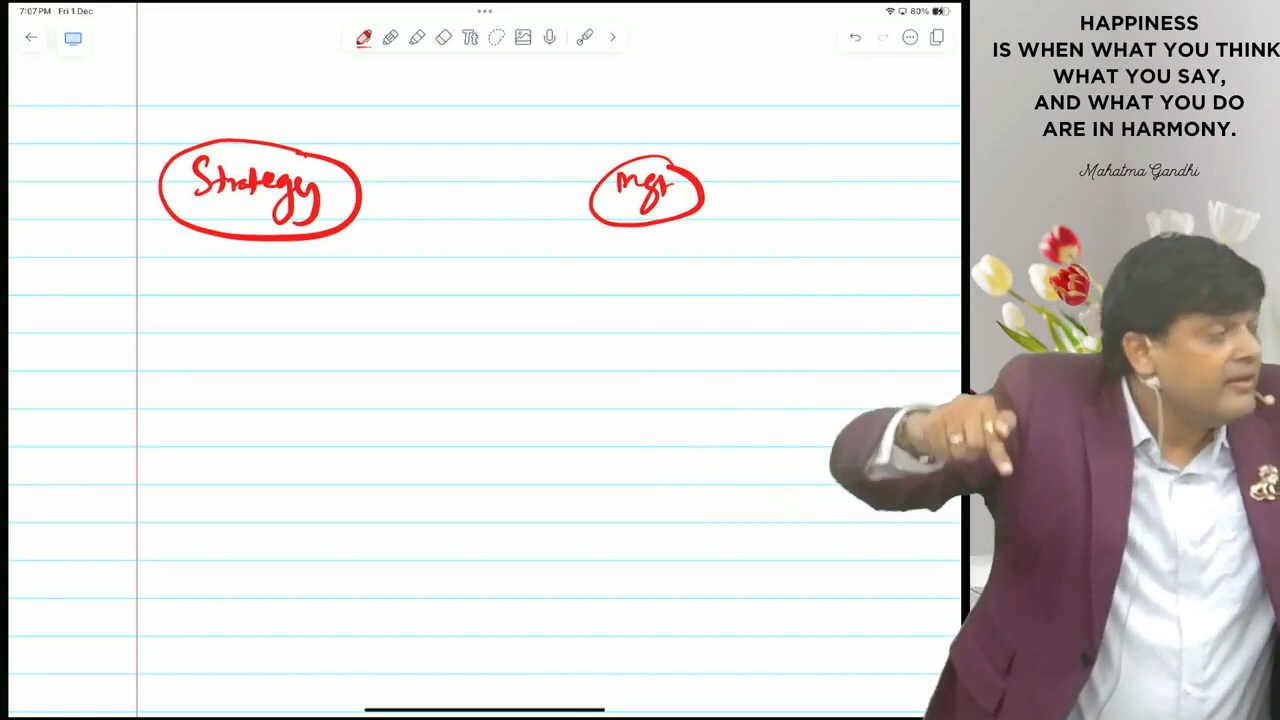 7:07 PM Fri 1 Dec
80%
Tt
Strategy
mgt
HAPPINESS
IS WHEN WHAT YOU THINK
WHAT YOU SAY,
AND WHAT YOU DO
ARE IN HARMONY.
Mahatma Gandhi